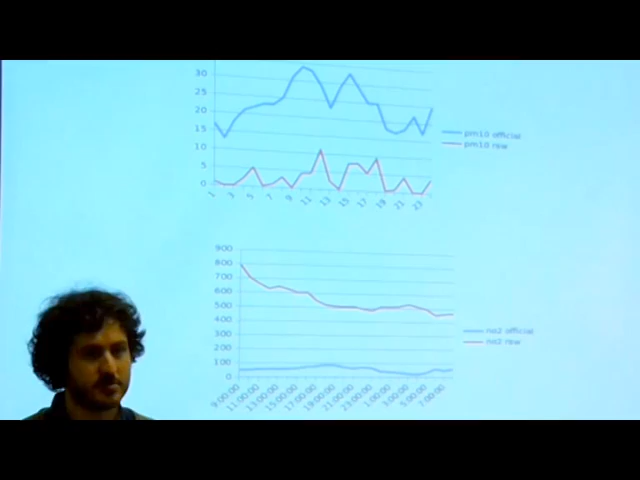 30
25
20
15
10
5
0
1 3 5 7 9 11 13 15 17 19 21 23
pm10 official
pm10 rsw
900
800
700
600
500
400
300
200
100
0
9:00:00 11:00:00 13:00:00 15:00:00 17:00:00 19:00:00 21:00:00 23:00:00 1:00:00 3:00:00 5:00:00 7:00:00
no2 official
no2 rsw